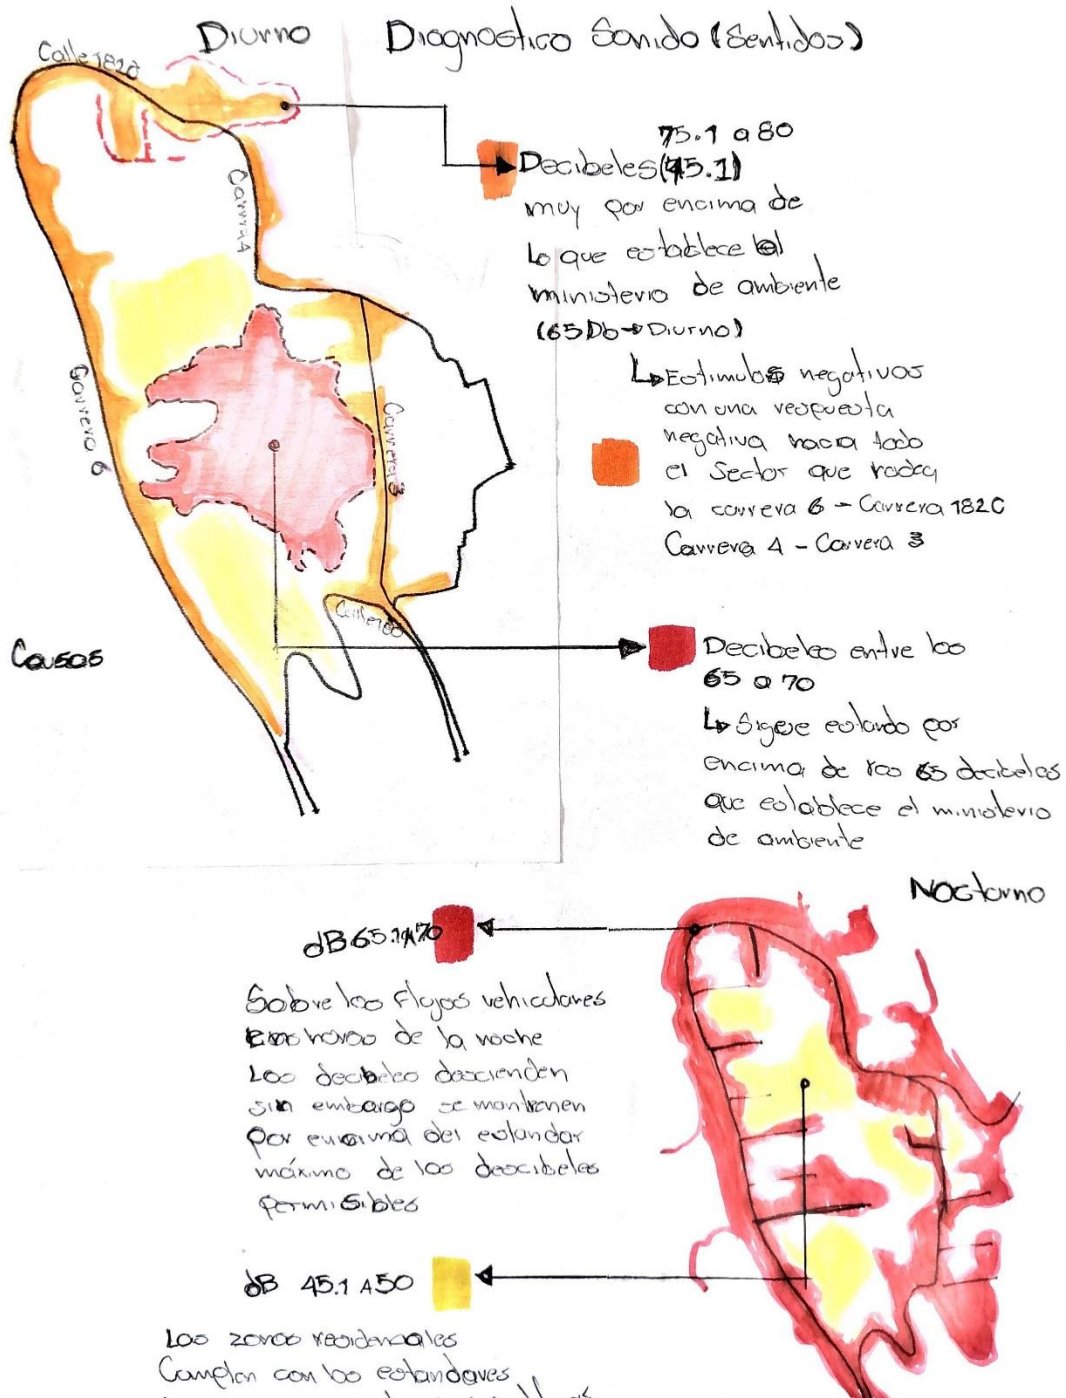 Diurno
Diagnostico Sonido (Sentidos)
Calle 182a
Carrera 4
Carrera 6
Carrera 3
Calle 180
75.1 a 80
Decibeles (45.1)
muy por encima de
lo que establece el
ministerio de ambiente
(65 Db → Diurno)
↳ Estimulos negativos
con una respuesta
negativa hacia todo
el Sector que rodea
la carrera 6 - Carrera 182C
Carrera 4 - Carrera 3
Causas
Decibeles entre los
65 a 70
↳ Sigue estando por
encima de los 65 decibeles
que establece el ministerio
de ambiente
Nocturno
dB 65.1 A 70
Sobre los flujos vehiculares
en horas de la noche
Los decibeles descienden
sin embargo se mantienen
por encima del estandar
máximo de los descibeles
permisibles
dB 45.1 A 50
Los zonas residenciales
Cumplen con los estandares